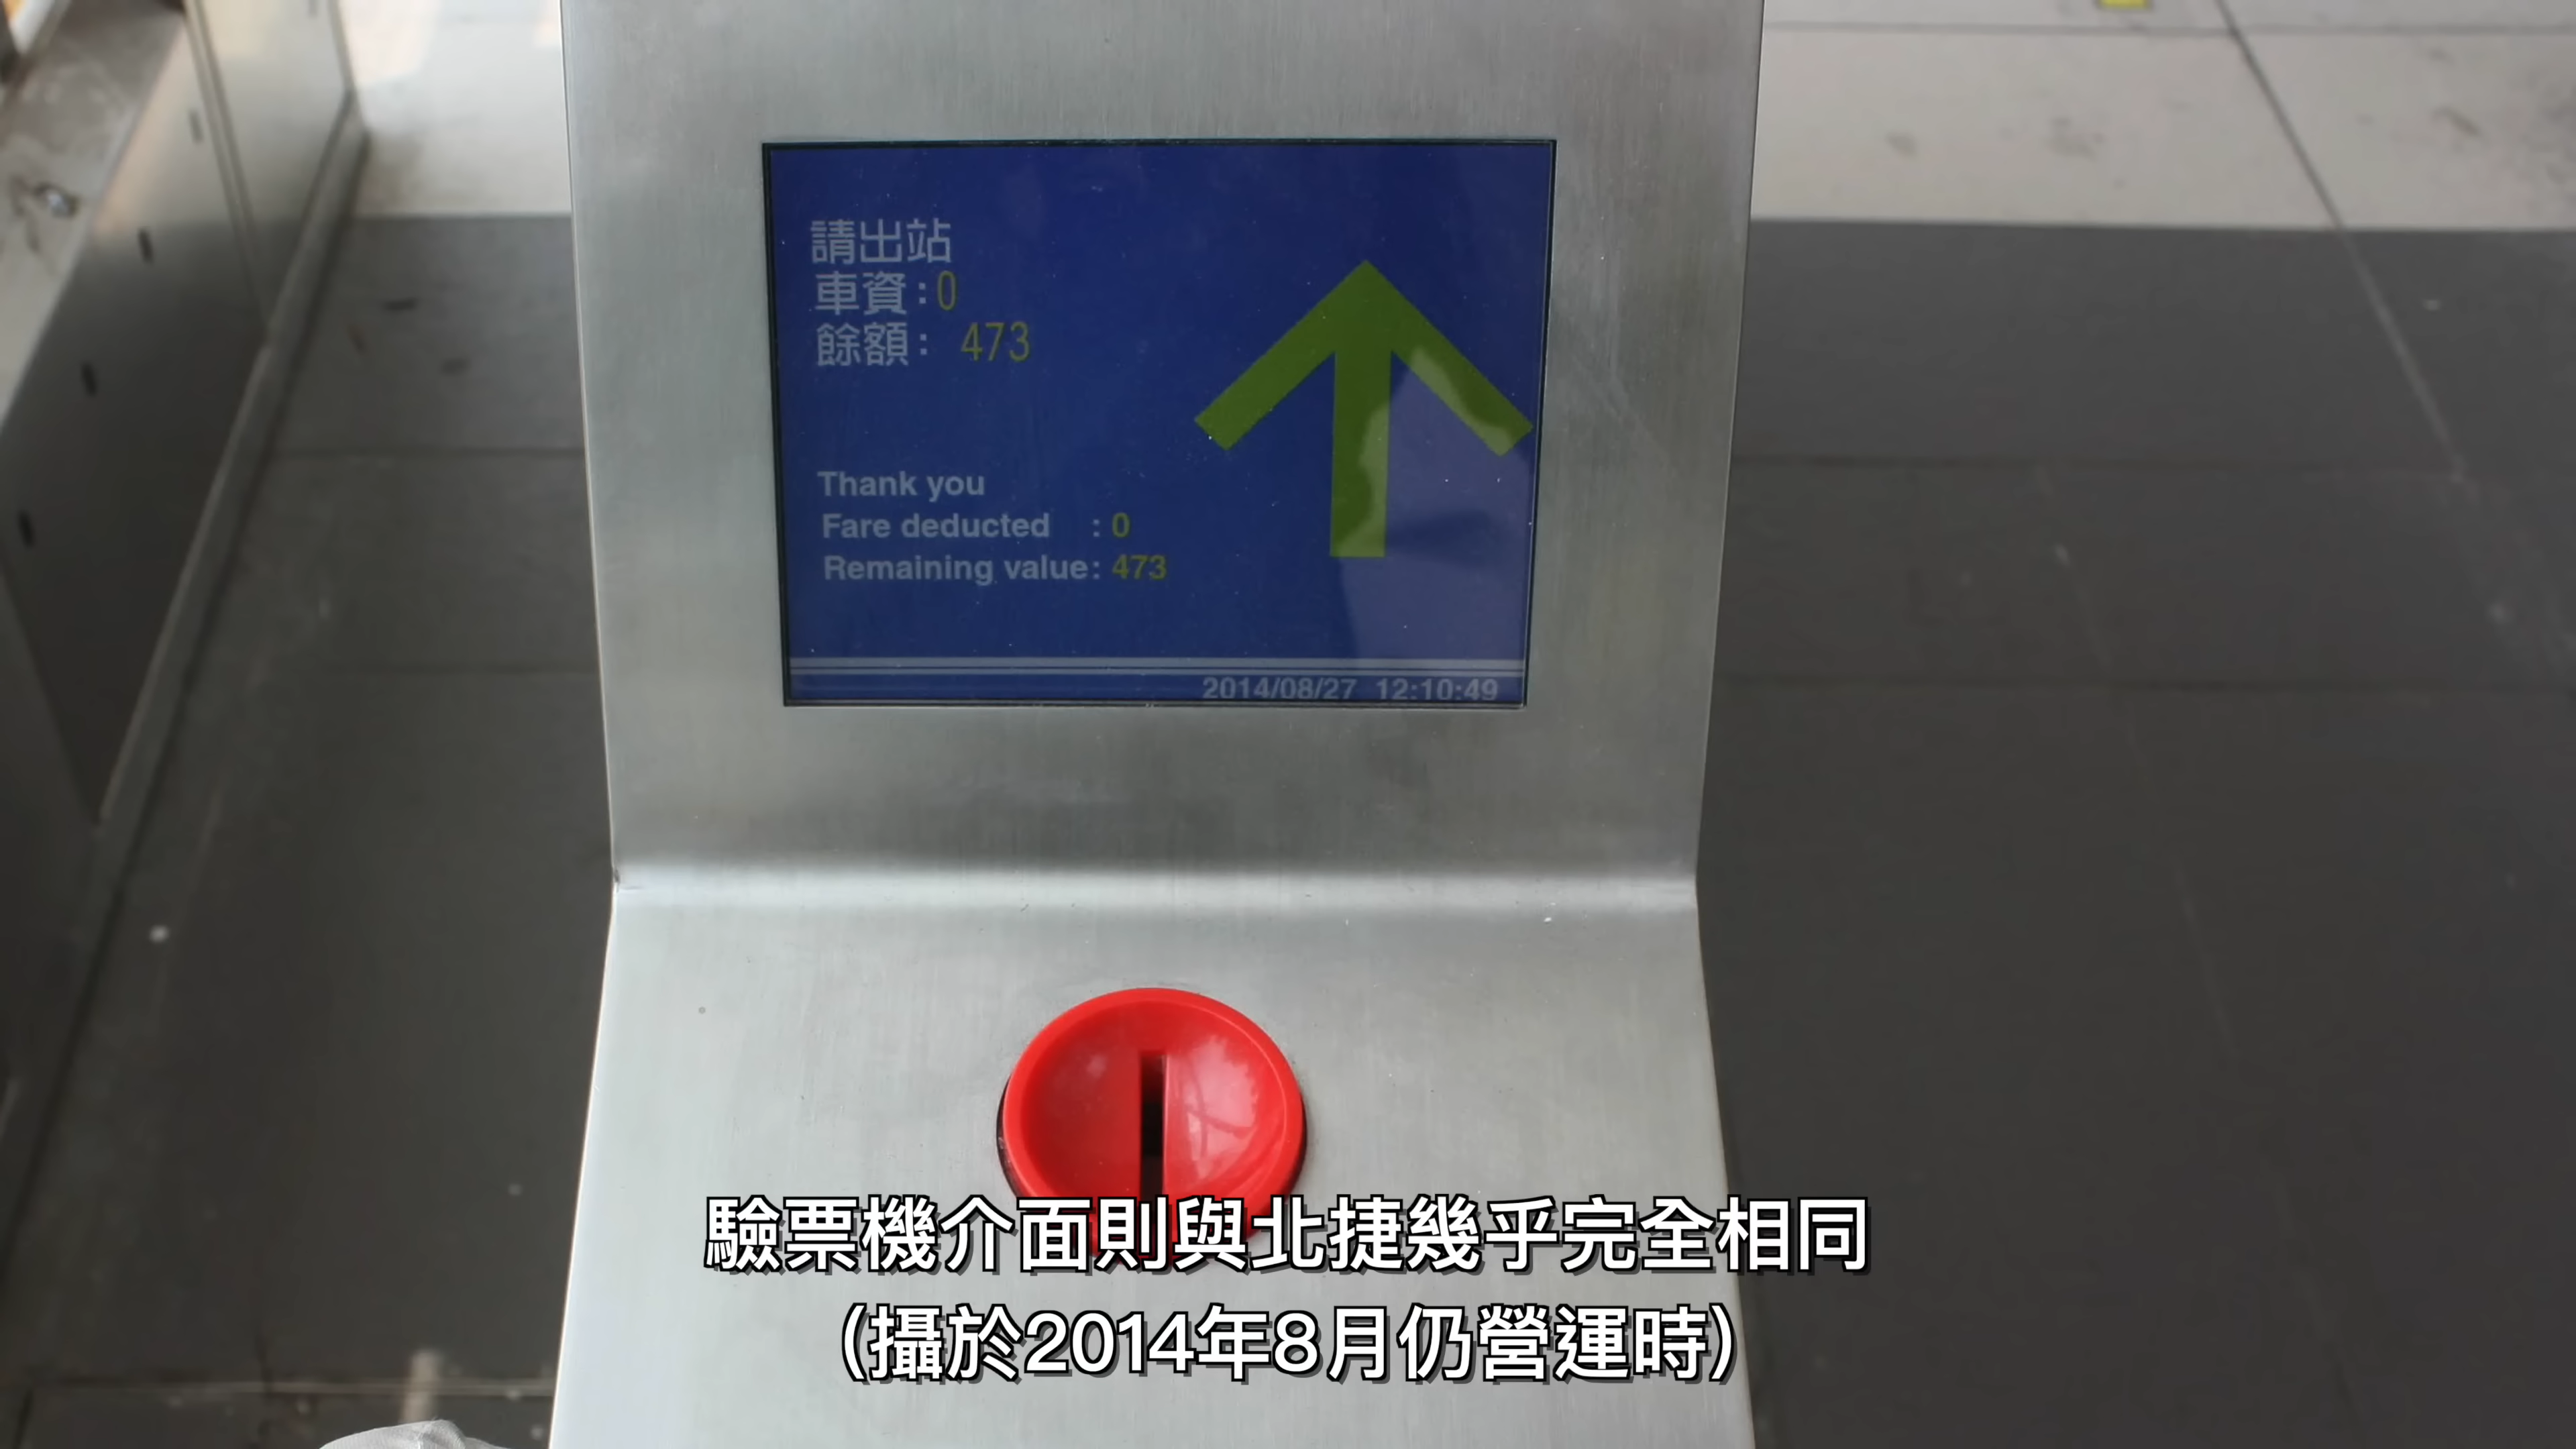 請出站
車資:0
餘額: 473
Thank you
Fare deducted : 0
Remaining value: 473
2014/08/27 12:10:49
驗票機介面則與北捷幾乎完全相同
(攝於2014年8月仍營運時)